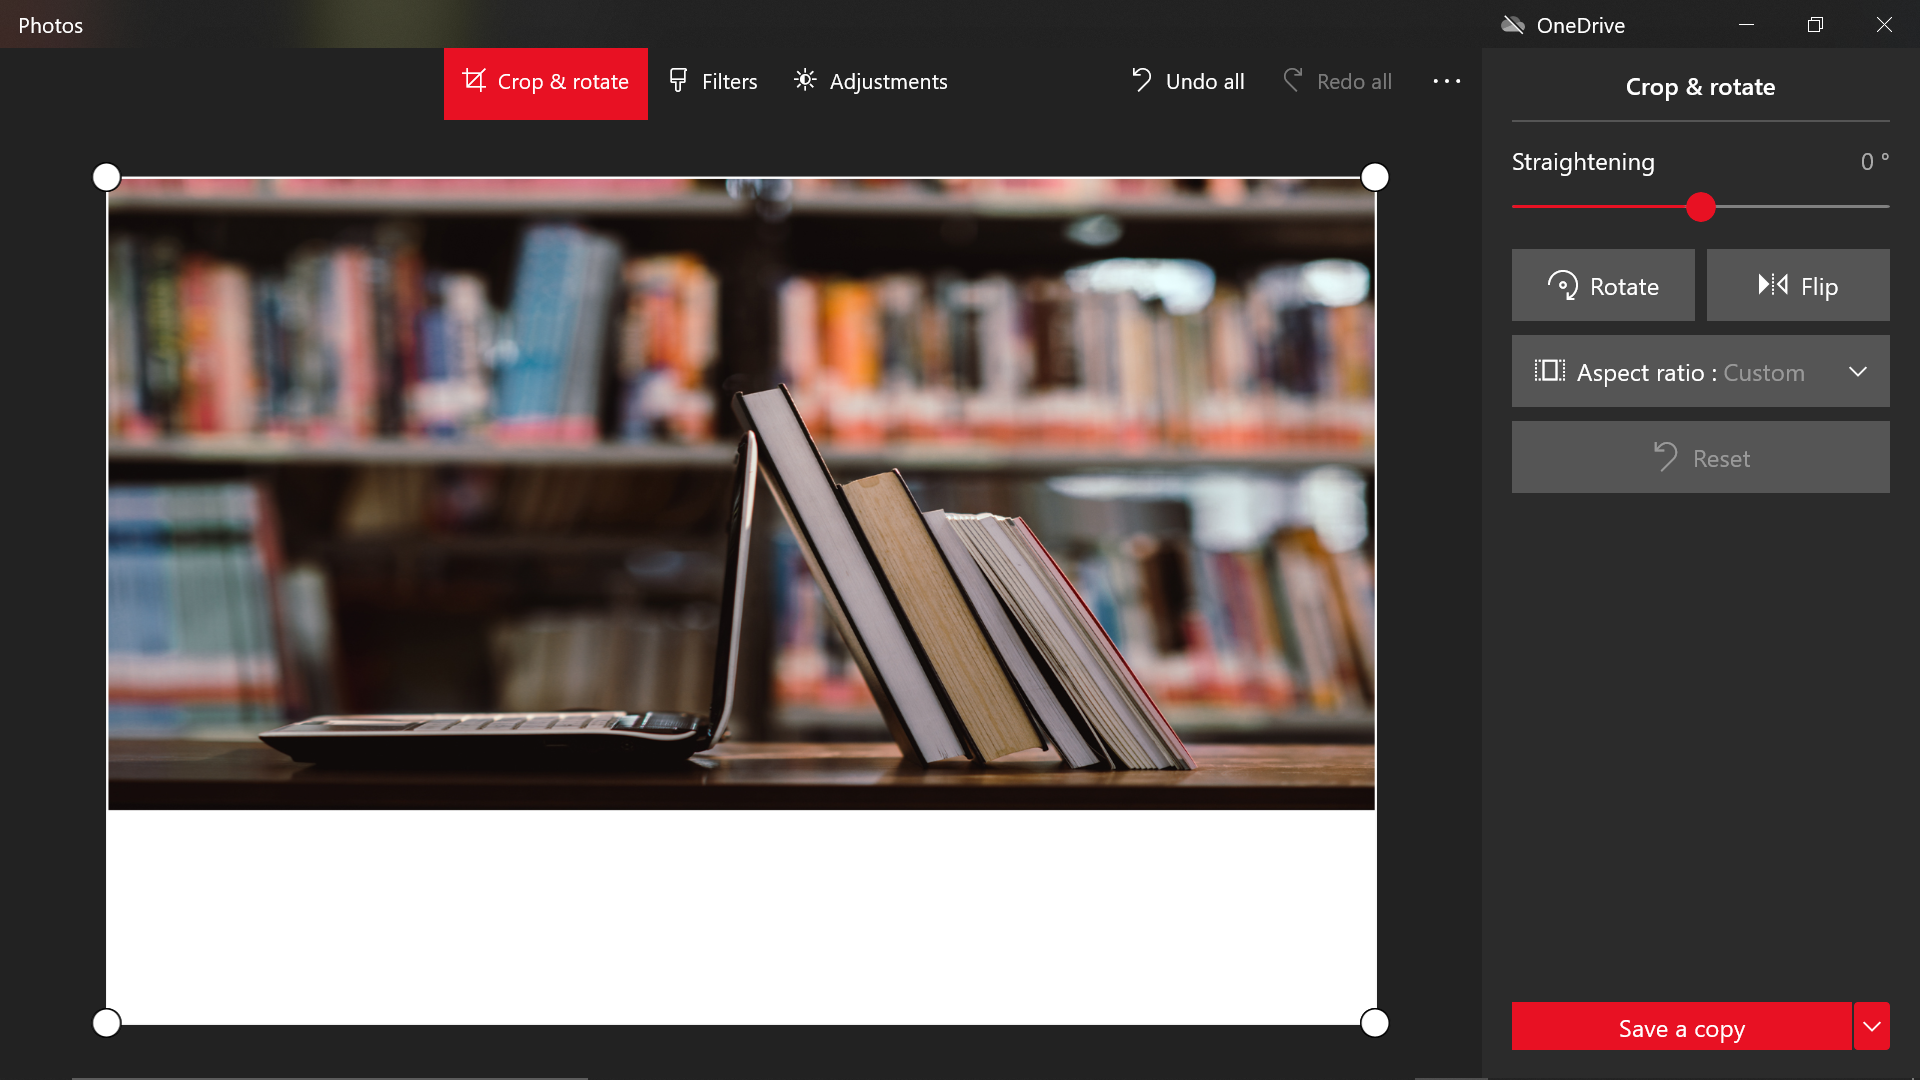 Photos
OneDrive
Crop & rotate
Filters
Adjustments
Undo all
Redo all
Crop & rotate
Straightening
0 °
Rotate
Flip
Aspect ratio : Custom
Reset
Save a copy